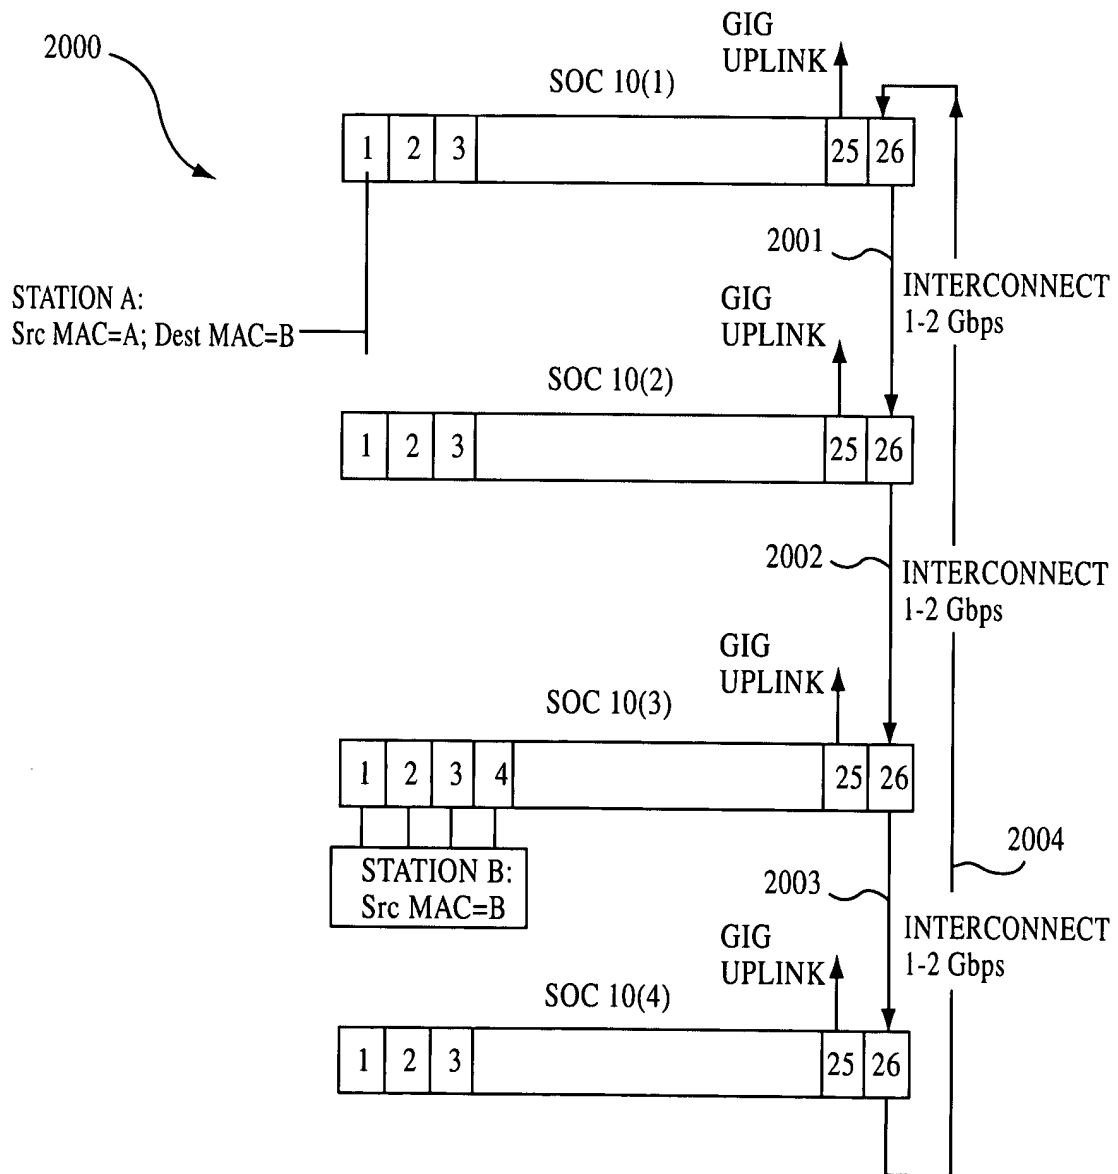 2000
GIG
UPLINK
SOC 10(1)
1 2 3 25 26
2001
INTERCONNECT
1-2 Gbps
STATION A:
Src MAC=A; Dest MAC=B
GIG
UPLINK
SOC 10(2)
1 2 3 25 26
2002
INTERCONNECT
1-2 Gbps
GIG
UPLINK
SOC 10(3)
1 2 3 4 25 26
STATION B:
Src MAC=B
2004
2003
INTERCONNECT
1-2 Gbps
GIG
UPLINK
SOC 10(4)
1 2 3 25 26